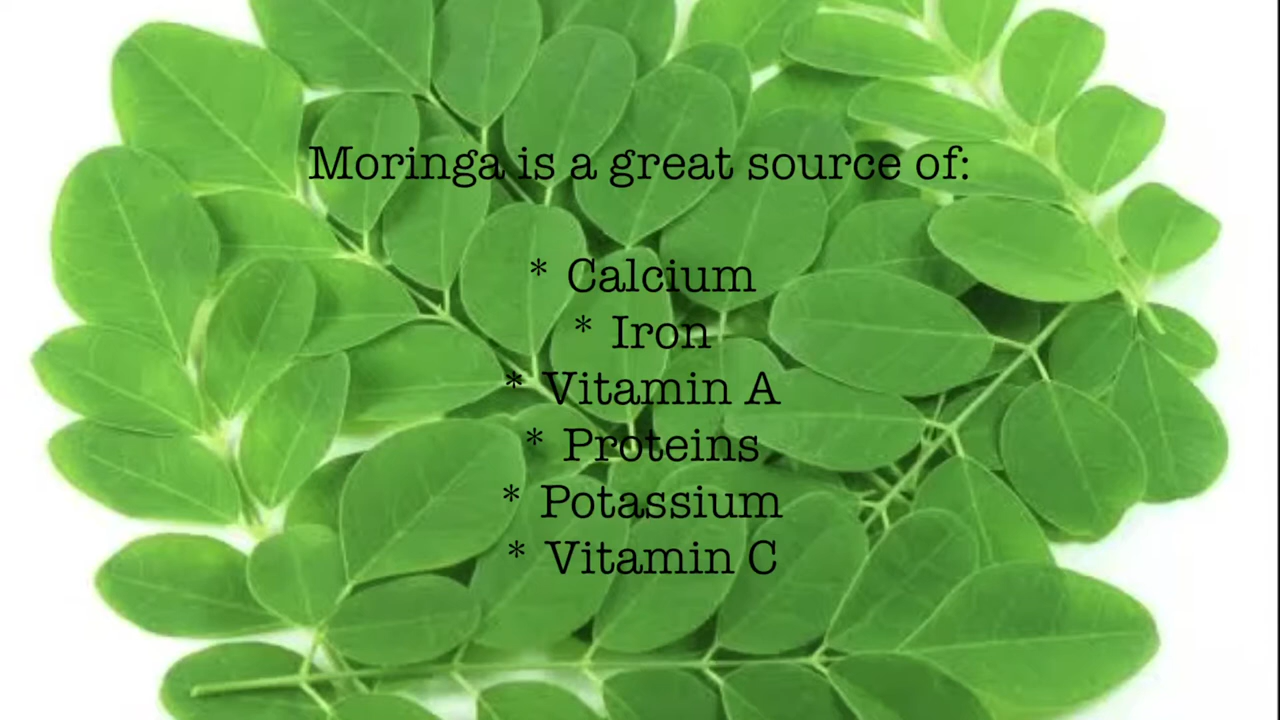 Moringa is a great source of:
* Calcium
* Iron
* Vitamin A
* Proteins
* Potassium
* Vitamin C